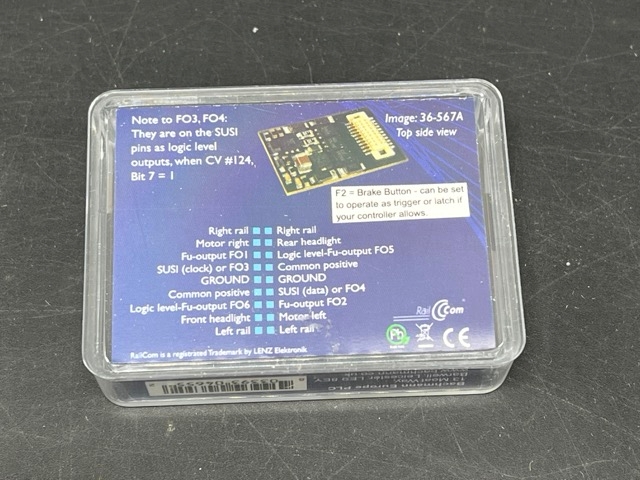 Note to FO3, FO4:
They are on the SUSI
pins as logic level
outputs, when CV #124,
Bit 7 = 1
Image: 36-567A
Top side view
F2 = Brake Button - can be set
to operate as trigger or latch if
your controller allows.
Right rail Right rail
Motor right Rear headlight
Fu-output FO1 Logic level-Fu-output FO5
SUSI (clock) or FO3 Common positive
GROUND GROUND
Common positive SUSI (data) or FO4
Logic level-Fu-output FO6 Fu-output FO2
Front headlight Motor left
Left rail Left rail
RailCom
Pb
CE
RailCom is a registrated Trademark by LENZ Elektronik
Bachmann Europe PLC